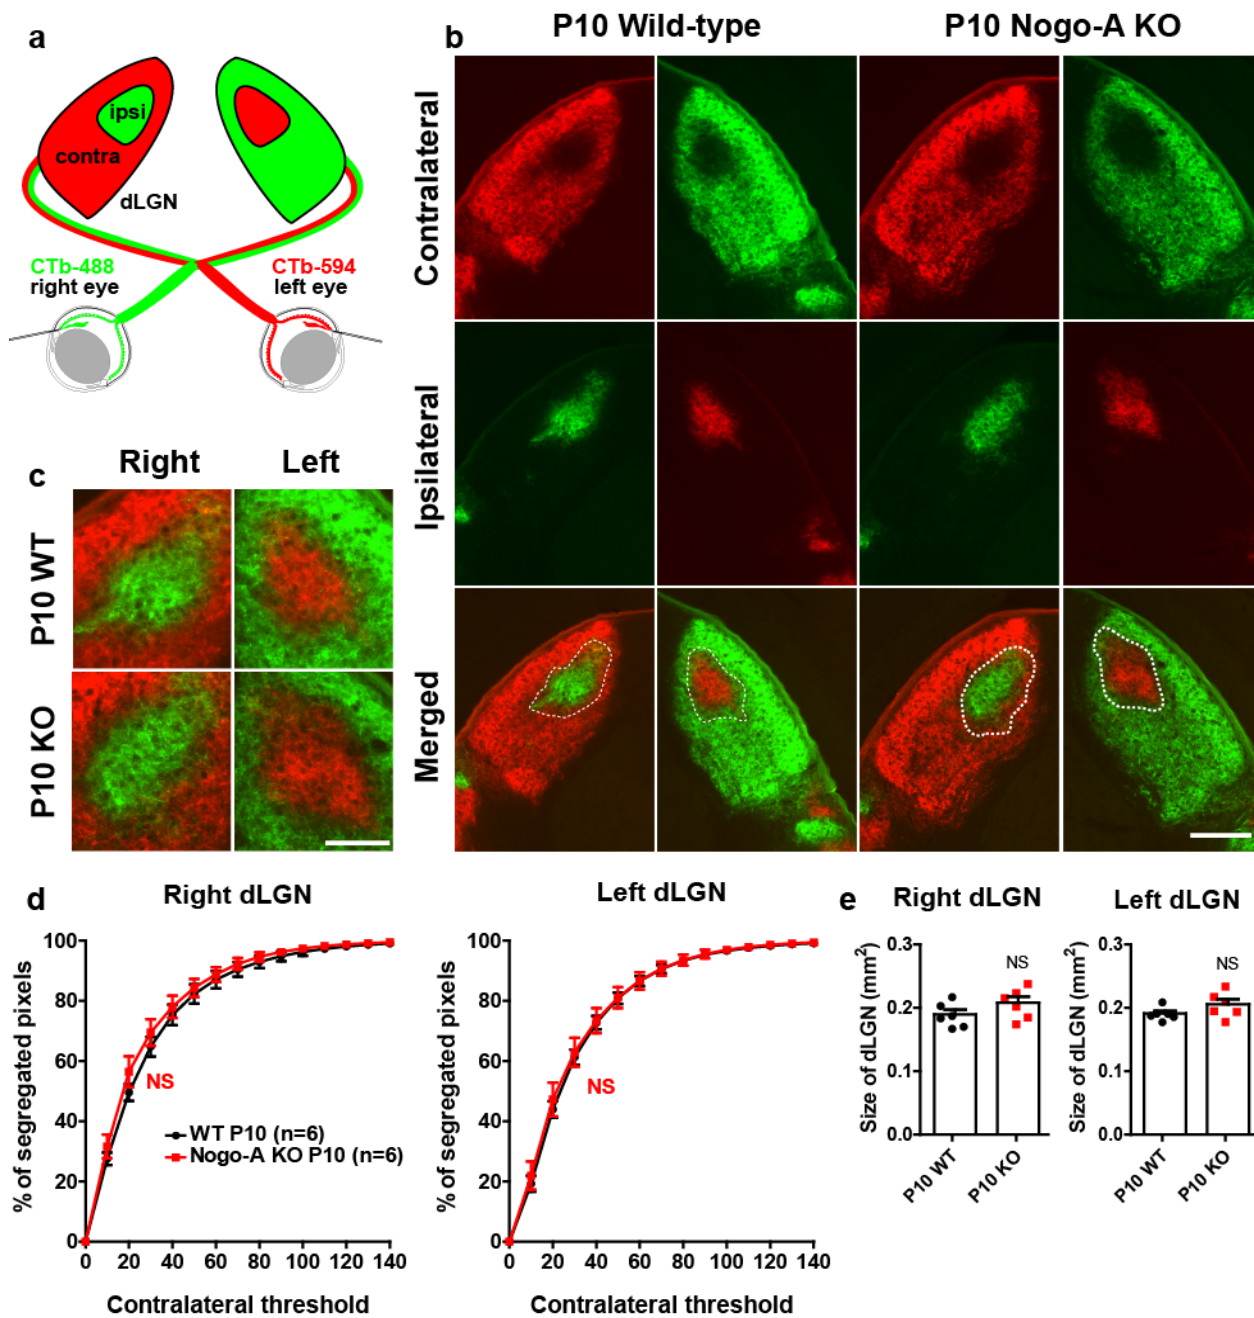 a
ipsi
contra
dLGN
CTb-488
right eye
CTb-594
left eye
b
P10 Wild-type
P10 Nogo-A KO
Contralateral
Ipsilateral
Merged
c
Right
Left
P10 WT
P10 KO
d
Right dLGN
% of segregated pixels
100
80
60
40
20
0
NS
WT P10 (n=6)
Nogo-A KO P10 (n=6)
0 20 40 60 80 100 120 140
Contralateral threshold
Left dLGN
% of segregated pixels
100
80
60
40
20
0
NS
0 20 40 60 80 100 120 140
Contralateral threshold
e
Right dLGN
Size of dLGN (mm²)
0.3
0.2
0.1
0.0
NS
P10 WT
P10 KO
Left dLGN
Size of dLGN (mm²)
0.3
0.2
0.1
0.0
NS
P10 WT
P10 KO